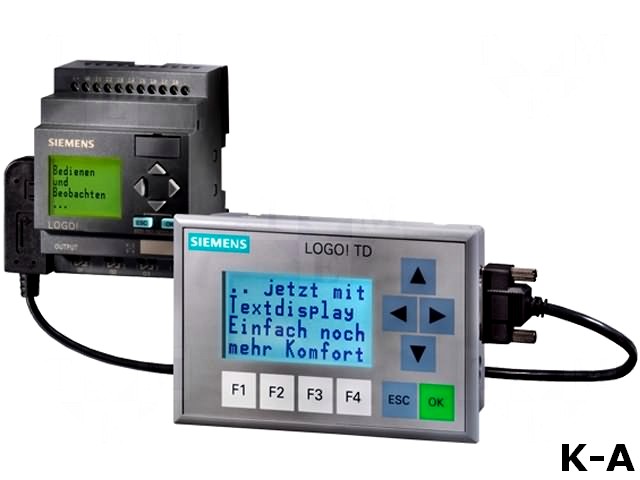 SIEMENS
Bedienen
und
Beobachten
...
LOGO!
ESC
OUTPUT
SIEMENS
LOGO! TD
.. jetzt mit
Textdisplay
Einfach noch
mehr Komfort
F1 F2 F3 F4 ESC OK
K-A